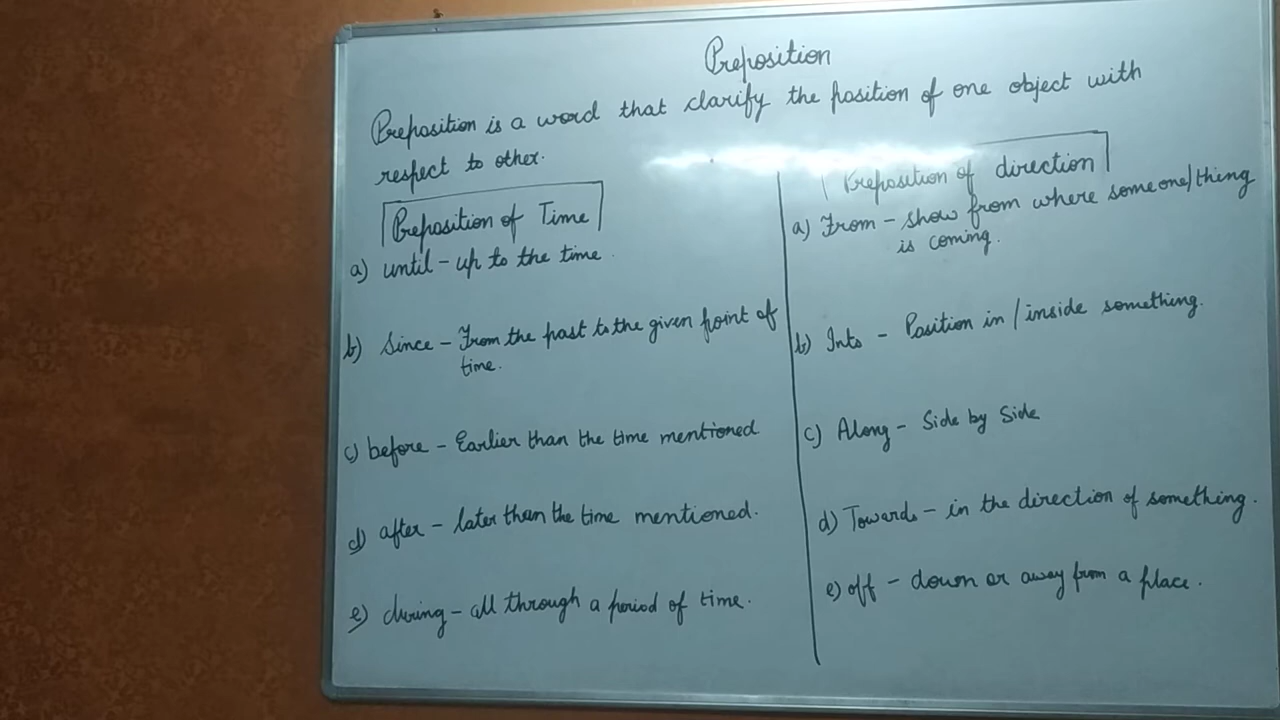 Preposition
Preposition is a word that clarify the position of one object with
respect to other.
Preposition of Time
a) until - up to the time.
b) Since - From the past to the given point of
time.
c) before - Earlier than the time mentioned
d) after - later than the time mentioned.
e) during - all through a period of time.
Preposition of direction
a) From - show from where someone/thing
is coming.
b) Into - Position in / inside something.
c) Along - Side by Side
d) Towards - in the direction of something.
e) off - down or away from a place.